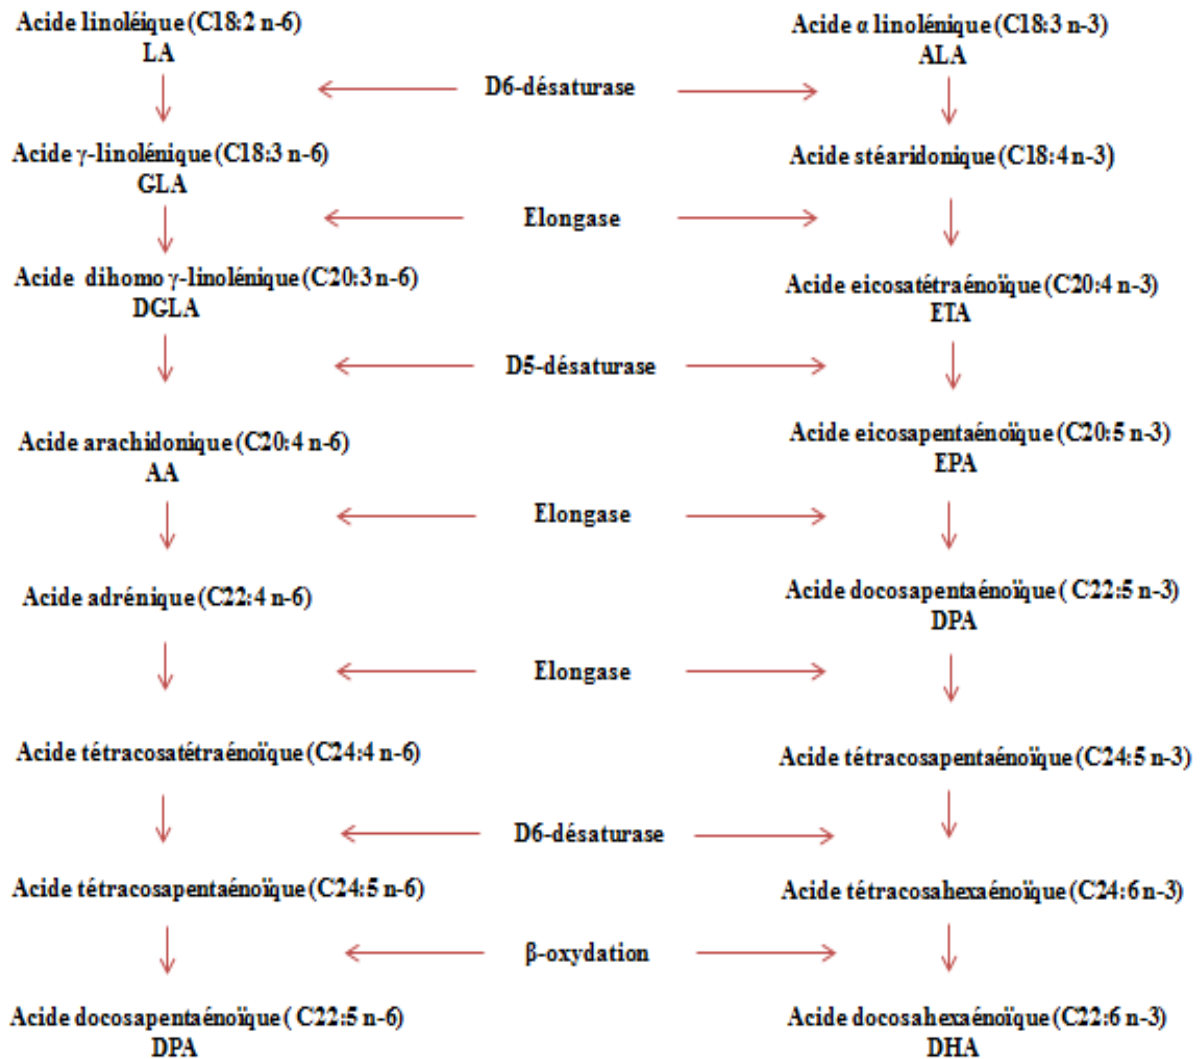 Acide linoléique (C18:2 n-6)
LA
Acide α linolénique (C18:3 n-3)
ALA
D6-désaturase
Acide γ-linolénique (C18:3 n-6)
GLA
Acide stéaridonique (C18:4 n-3)
Elongase
Acide dihomo γ-linolénique (C20:3 n-6)
DGLA
Acide eicosatétraénoïque (C20:4 n-3)
ETA
D5-désaturase
Acide arachidonique (C20:4 n-6)
AA
Acide eicosapentaénoïque (C20:5 n-3)
EPA
Elongase
Acide adrénique (C22:4 n-6)
Acide docosapentaénoïque ( C22:5 n-3)
DPA
Elongase
Acide tétracosatétraénoïque (C24:4 n-6)
Acide tétracosapentaénoïque (C24:5 n-3)
D6-désaturase
Acide tétracosapentaénoïque (C24:5 n-6)
Acide tétracosahexaénoïque (C24:6 n-3)
β-oxydation
Acide docosapentaénoïque ( C22:5 n-6)
DPA
Acide docosahexaénoïque (C22:6 n-3)
DHA